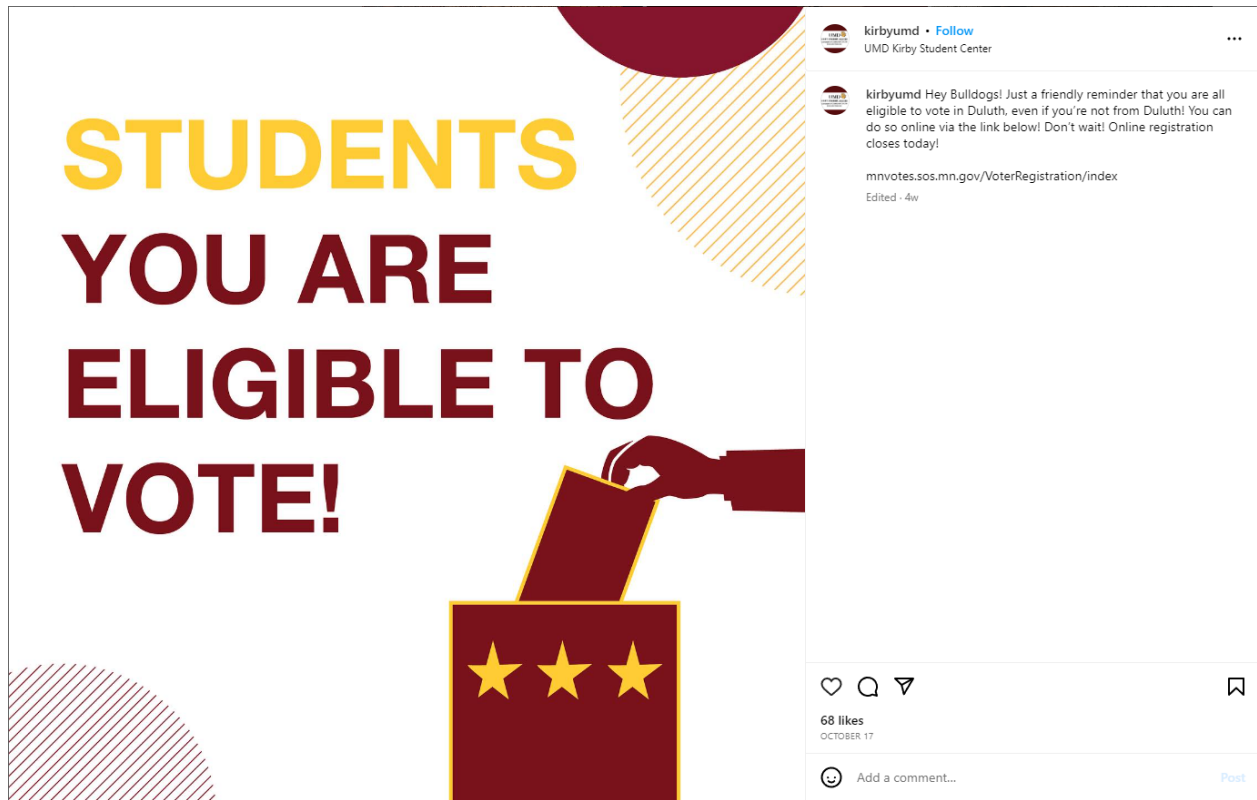 STUDENTS
YOU ARE
ELIGIBLE TO
VOTE!
kirbyumd • Follow
UMD Kirby Student Center
kirbyumd Hey Bulldogs! Just a friendly reminder that you are all
eligible to vote in Duluth, even if you're not from Duluth! You can
do so online via the link below! Don't wait! Online registration
closes today!
mnvotes.sos.mn.gov/VoterRegistration/index
Edited · 4w
68 likes
OCTOBER 17
Add a comment...
Post